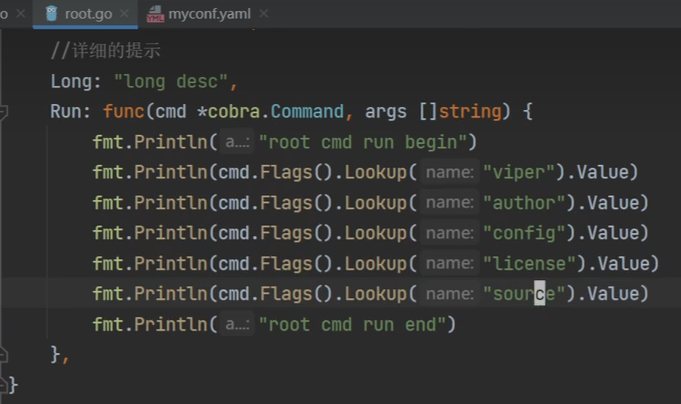 o × root.go × myconf.yaml ×
//详细的提示
Long: "long desc",
Run: func(cmd *cobra.Command, args []string) {
fmt.Println( a...: "root cmd run begin")
fmt.Println(cmd.Flags().Lookup( name: "viper").Value)
fmt.Println(cmd.Flags().Lookup( name: "author").Value)
fmt.Println(cmd.Flags().Lookup( name: "config").Value)
fmt.Println(cmd.Flags().Lookup( name: "license").Value)
fmt.Println(cmd.Flags().Lookup( name: "source").Value)
fmt.Println( a...: "root cmd run end")
},
}